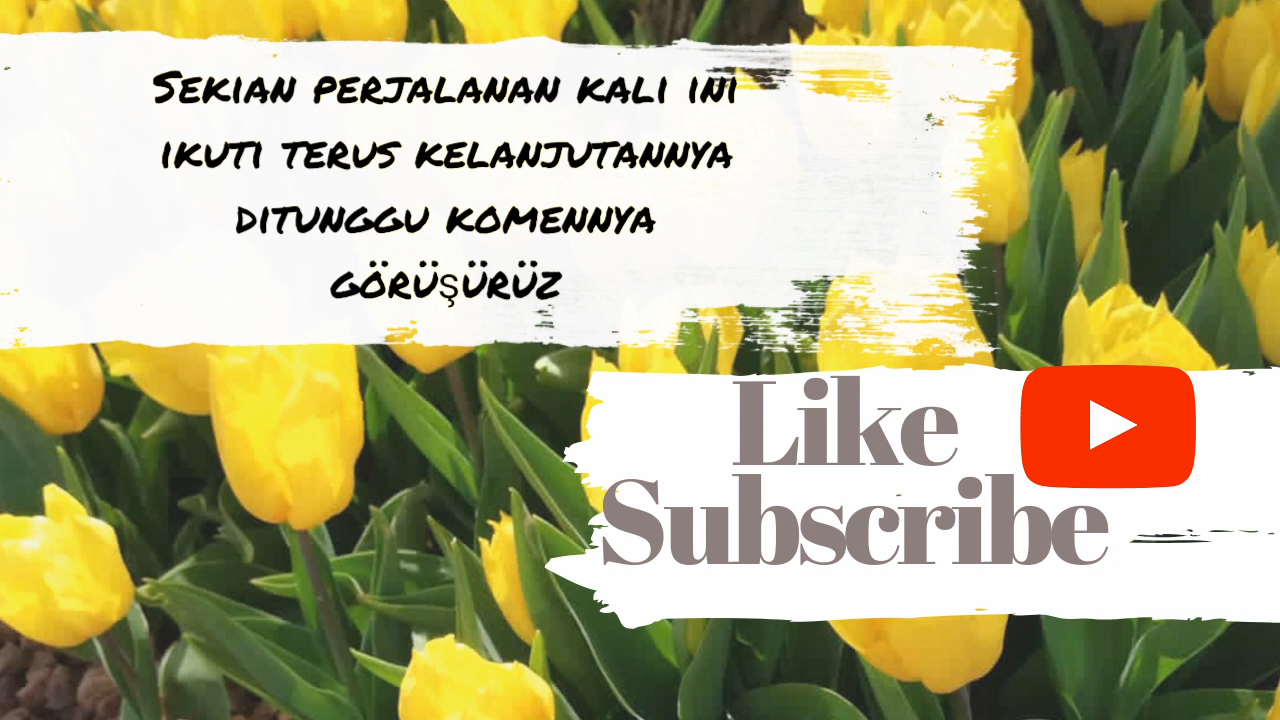 Sekian perjalanan kali ini
ikuti terus kelanjutannya
ditunggu komennya
görüşürüz
Like
Subscribe